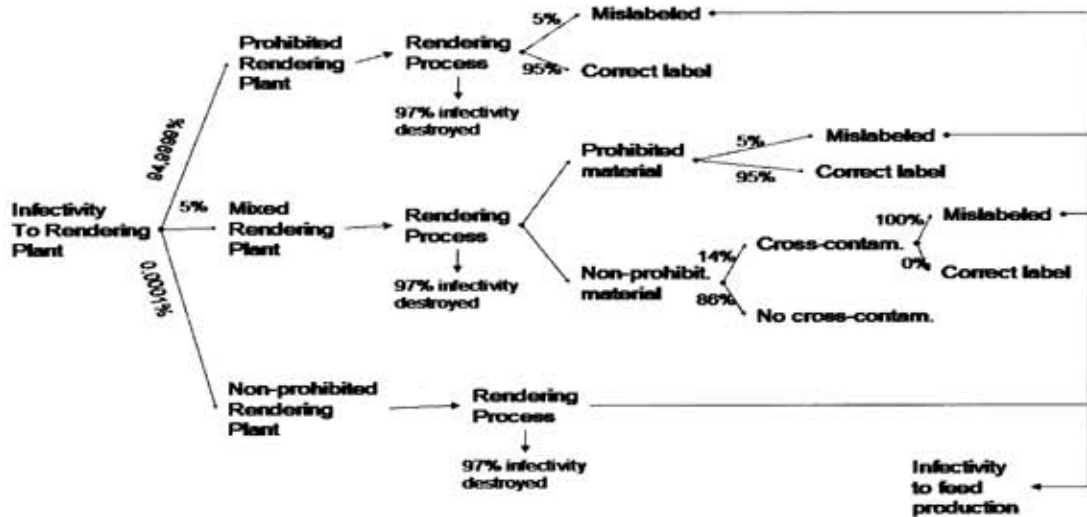 5%
Mislabeled
Prohibited
Rendering
Plant
Rendering
Process
95%
Correct label
97% infectivity
destroyed
94.9999%
Prohibited
material
5%
Mislabeled
95%
Correct label
Infectivity
To Rendering
Plant
5%
Mixed
Rendering
Plant
Rendering
Process
97% infectivity
destroyed
Non-prohibit.
material
14%
Cross-contam.
100%
Mislabeled
0%
Correct label
86%
No cross-contam.
0.0001%
Non-prohibited
Rendering
Plant
Rendering
Process
97% infectivity
destroyed
Infectivity
to feed
production